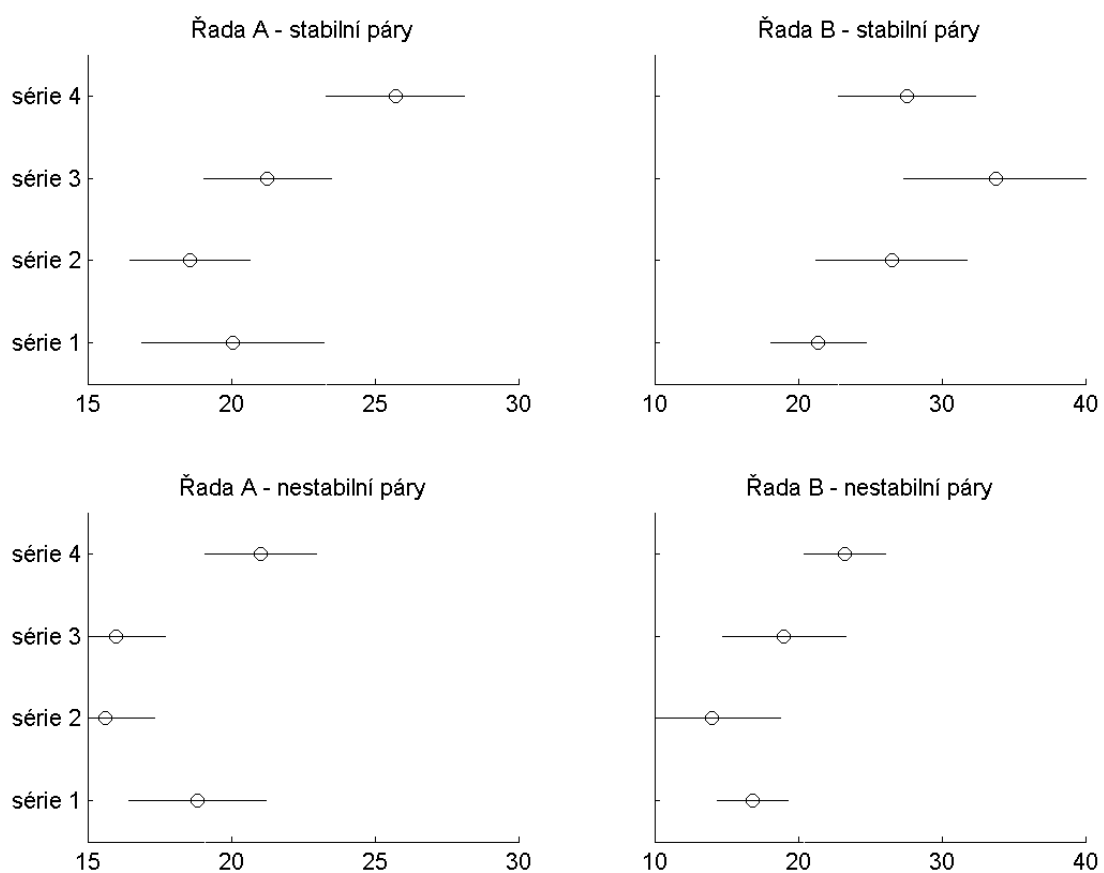 Řada A - stabilní páry
série 4
série 3
série 2
série 1
15 20 25 30
Řada B - stabilní páry
10 20 30 40
Řada A - nestabilní páry
série 4
série 3
série 2
série 1
15 20 25 30
Řada B - nestabilní páry
10 20 30 40